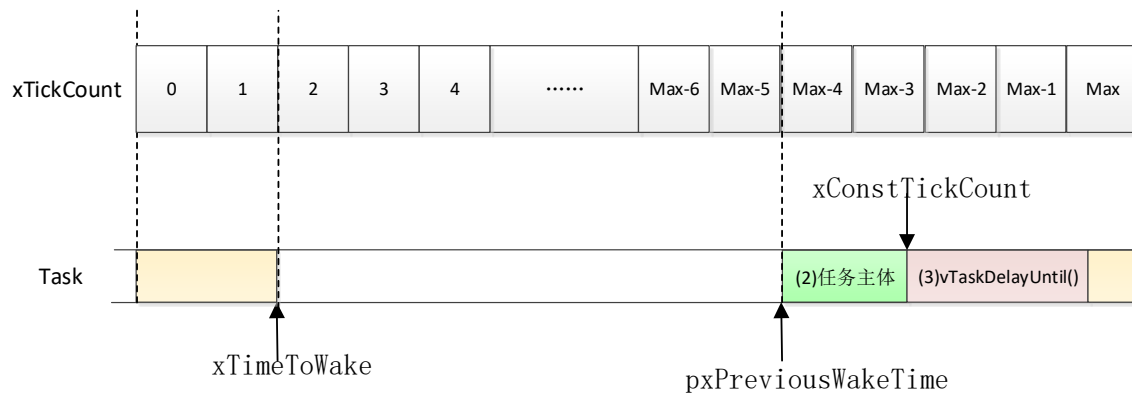 xTickCount 0 1 2 3 4 ······ Max-6 Max-5 Max-4 Max-3 Max-2 Max-1 Max
xConstTickCount
Task (2)任务主体 (3)vTaskDelayUntil()
xTimeToWake
pxPreviousWakeTime